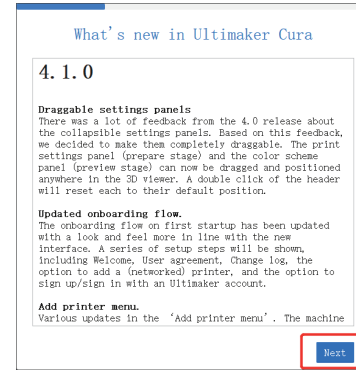 What's new in Ultimaker Cura
4.1.0
Draggable settings panels
There was a lot of feedback from the 4.0 release about
the collapsible settings panels. Based on this feedback,
we decided to make them completely draggable. The print
settings panel (prepare stage) and the color scheme
panel (preview stage) can now be dragged and positioned
anywhere in the 3D viewer. A double click of the header
will reset each to their default position.
Updated onboarding flow.
The onboarding flow on first startup has been updated
with a look and feel more in line with the new
interface. A series of setup steps will be shown,
including Welcome, User agreement, Change log, the
option to add a (networked) printer, and the option to
sign up/sign in with an Ultimaker account.
Add printer menu.
Various updates in the 'Add printer menu'. The machine
Next